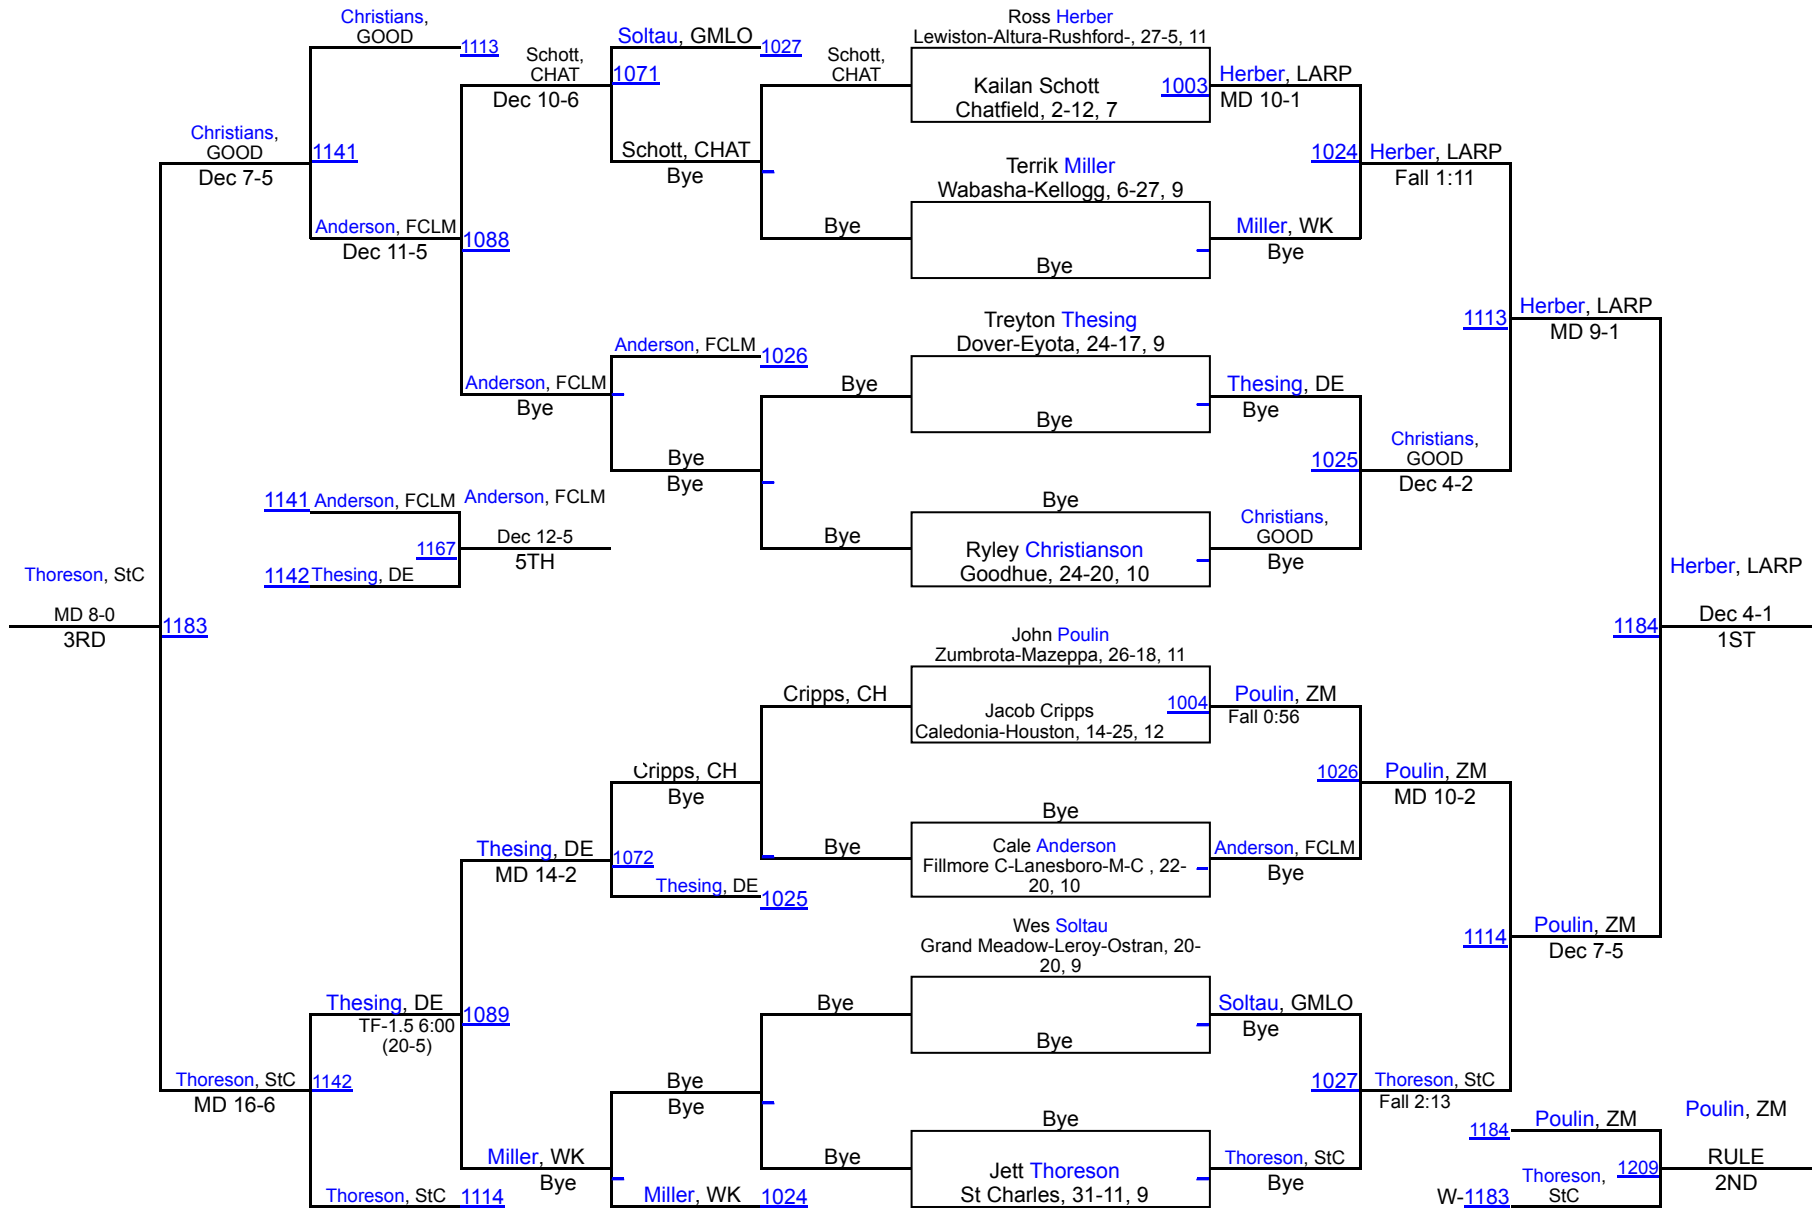 Christians,
GOOD
1113
Schott,
CHAT
Dec 10-6
Soltau, GMLO
1027
1071
Schott,
CHAT
Ross Herber
Lewiston-Altura-Rushford-, 27-5, 11
Kailan Schott
Chatfield, 2-12, 7
1003
Herber, LARP
MD 10-1
Christians,
GOOD
Dec 7-5
1141
Schott, CHAT
Bye
Terrik Miller
Wabasha-Kellogg, 6-27, 9
Bye
1024
Herber, LARP
Fall 1:11
Anderson, FCLM
Dec 11-5
1088
Bye
Miller, WK
Bye
Treyton Thesing
Dover-Eyota, 24-17, 9
Bye
1113
Herber, LARP
MD 9-1
Anderson, FCLM
1026
Anderson, FCLM
Bye
Bye
Thesing, DE
Bye
Bye
Bye
1025
Christians,
GOOD
Dec 4-2
1141
Anderson, FCLM
Anderson, FCLM
Dec 12-5
5TH
1167
1142
Thesing, DE
Bye
Bye
Ryley Christianson
Goodhue, 24-20, 10
Christians,
GOOD
Bye
Thoreson, StC
MD 8-0
3RD
1183
Herber, LARP
Dec 4-1
1ST
1184
John Poulin
Zumbrota-Mazeppa, 26-18, 11
Jacob Cripps
Caledonia-Houston, 14-25, 12
Cripps, CH
1004
Poulin, ZM
Fall 0:56
Cripps, CH
Bye
1026
Poulin, ZM
MD 10-2
Bye
Cale Anderson
Fillmore C-Lanesboro-M-C , 22-
20, 10
Bye
Anderson, FCLM
Bye
Thesing, DE
MD 14-2
1072
Thesing, DE
1025
Wes Soltau
Grand Meadow-Leroy-Ostran, 20-
20, 9
Bye
1114
Poulin, ZM
Dec 7-5
Thesing, DE
TF-1.5 6:00
(20-5)
1089
Bye
Soltau, GMLO
Bye
Thoreson, StC
MD 16-6
1142
Bye
Bye
1027
Thoreson, StC
Fall 2:13
Bye
Jett Thoreson
St Charles, 31-11, 9
Bye
Thoreson, StC
Bye
Miller, WK
Bye
Thoreson, StC
1114
Miller, WK
1024
1184
Poulin, ZM
Poulin, ZM
RULE
2ND
1209
W-1183
Thoreson,
StC